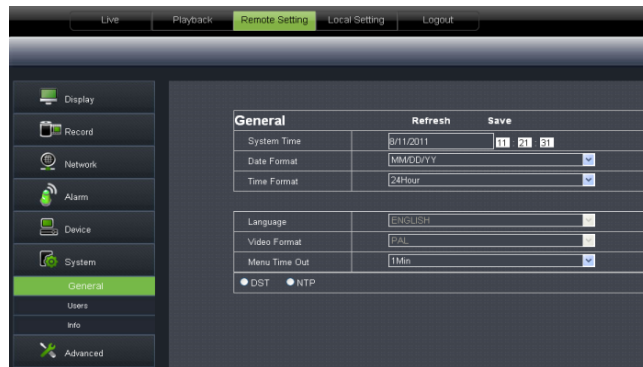 Live Playback Remote Setting Local Setting Logout
Display
Record
Network
Alarm
Device
System
General
Users
Info
Advanced
General Refresh Save
System Time 8/11/2011 11 : 21 : 31
Date Format MM/DD/YY
Time Format 24Hour
Language ENGLISH
Video Format PAL
Menu Time Out 1Min
DST NTP